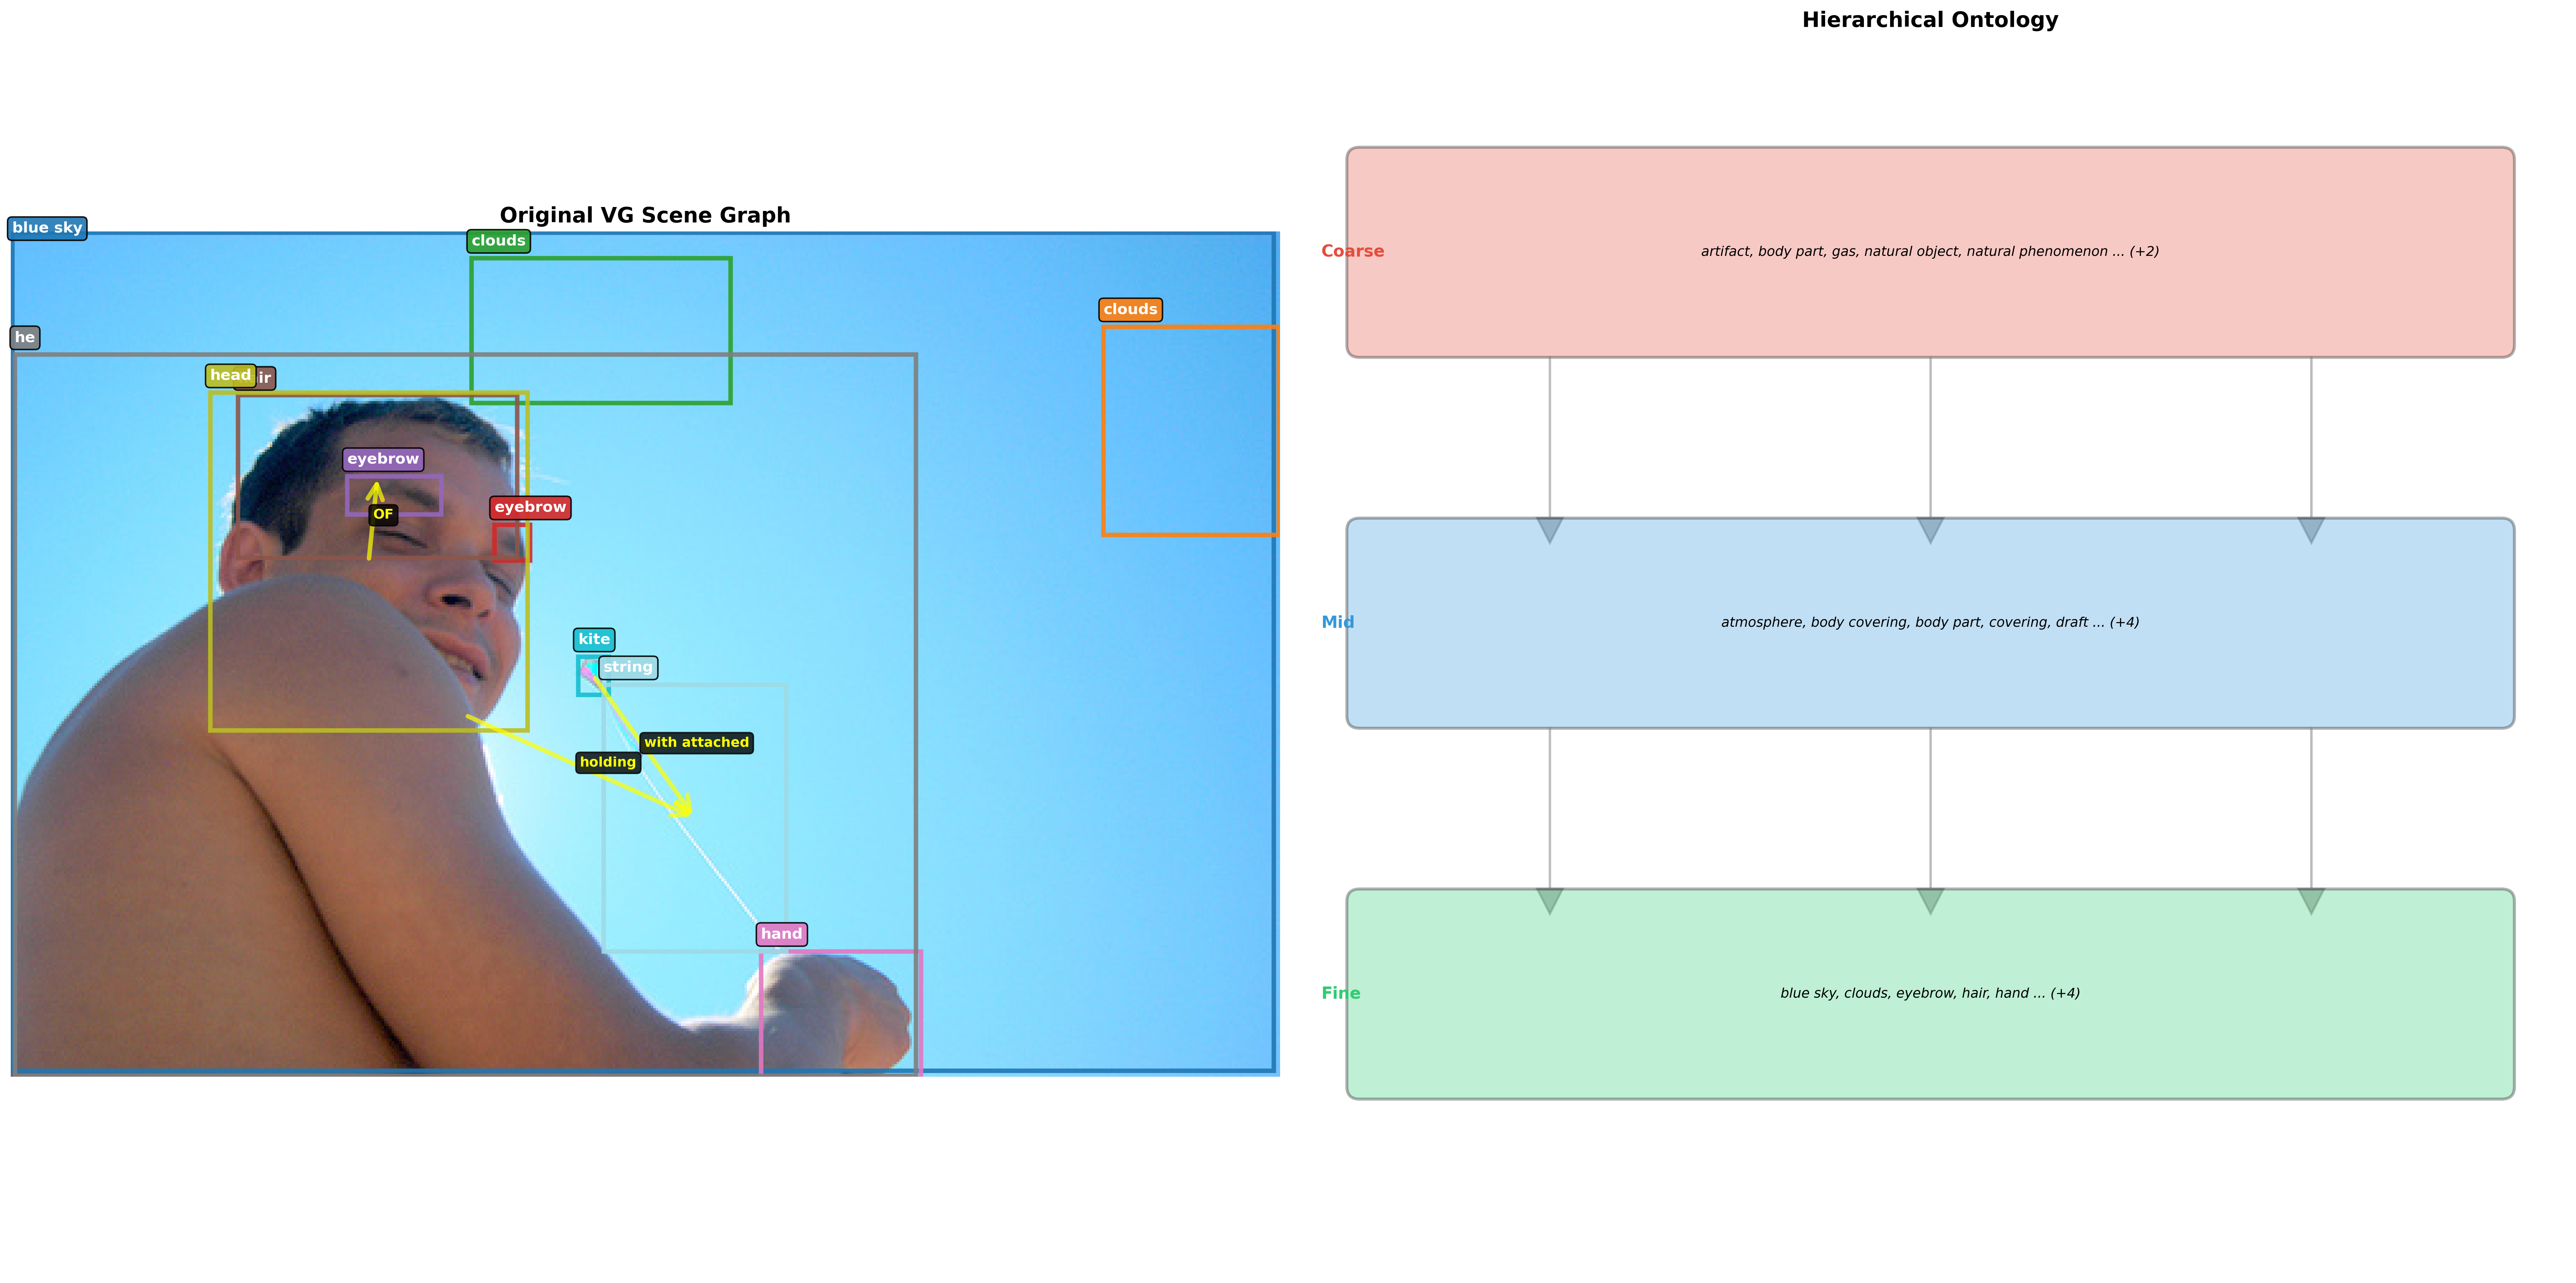 Hierarchical Ontology
Original VG Scene Graph
blue sky
clouds
clouds
he
head
ir
eyebrow
OF
eyebrow
kite
string
with attached
holding
hand
Coarse
artifact, body part, gas, natural object, natural phenomenon ... (+2)
Mid
atmosphere, body covering, body part, covering, draft ... (+4)
Fine
blue sky, clouds, eyebrow, hair, hand ... (+4)